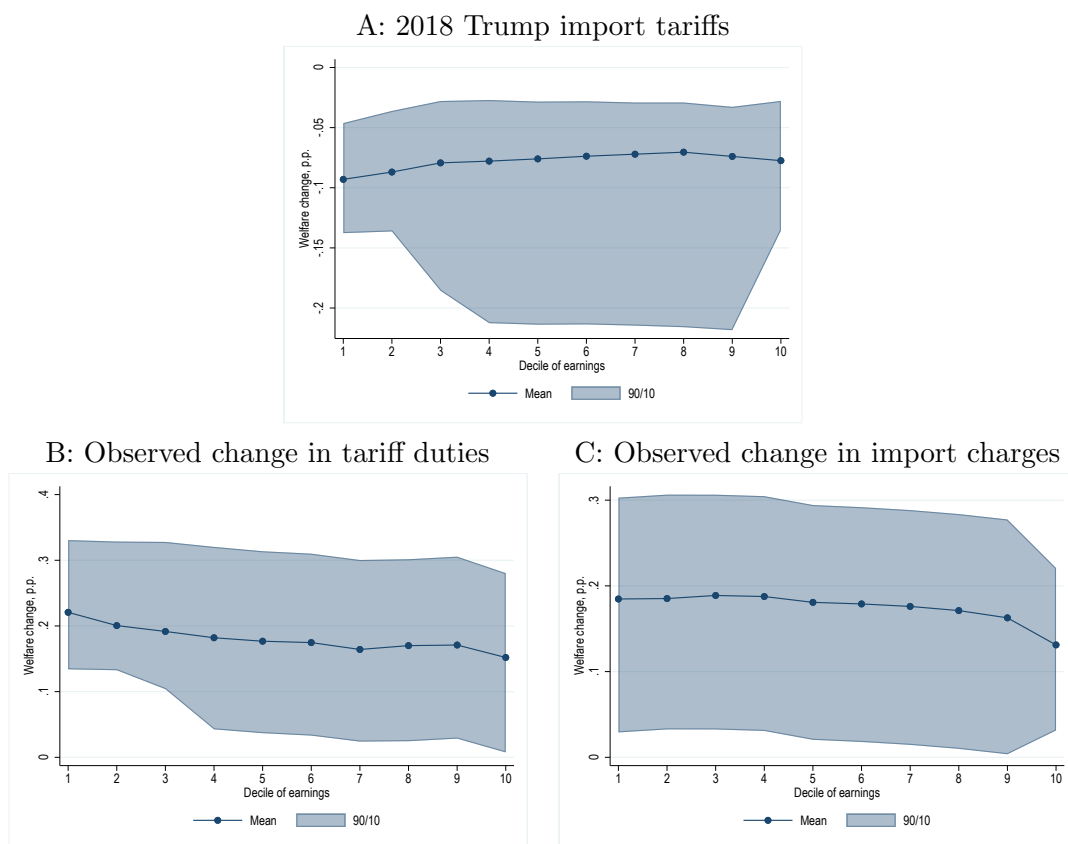 A: 2018 Trump import tariffs
Welfare change, p.p.
0
-.05
-.1
-.15
-.2
1 2 3 4 5 6 7 8 9 10
Decile of earnings
Mean 90/10
B: Observed change in tariff duties
Welfare change, p.p.
.4
.3
.2
.1
0
1 2 3 4 5 6 7 8 9 10
Decile of earnings
Mean 90/10
C: Observed change in import charges
Welfare change, p.p.
.3
.2
.1
0
1 2 3 4 5 6 7 8 9 10
Decile of earnings
Mean 90/10